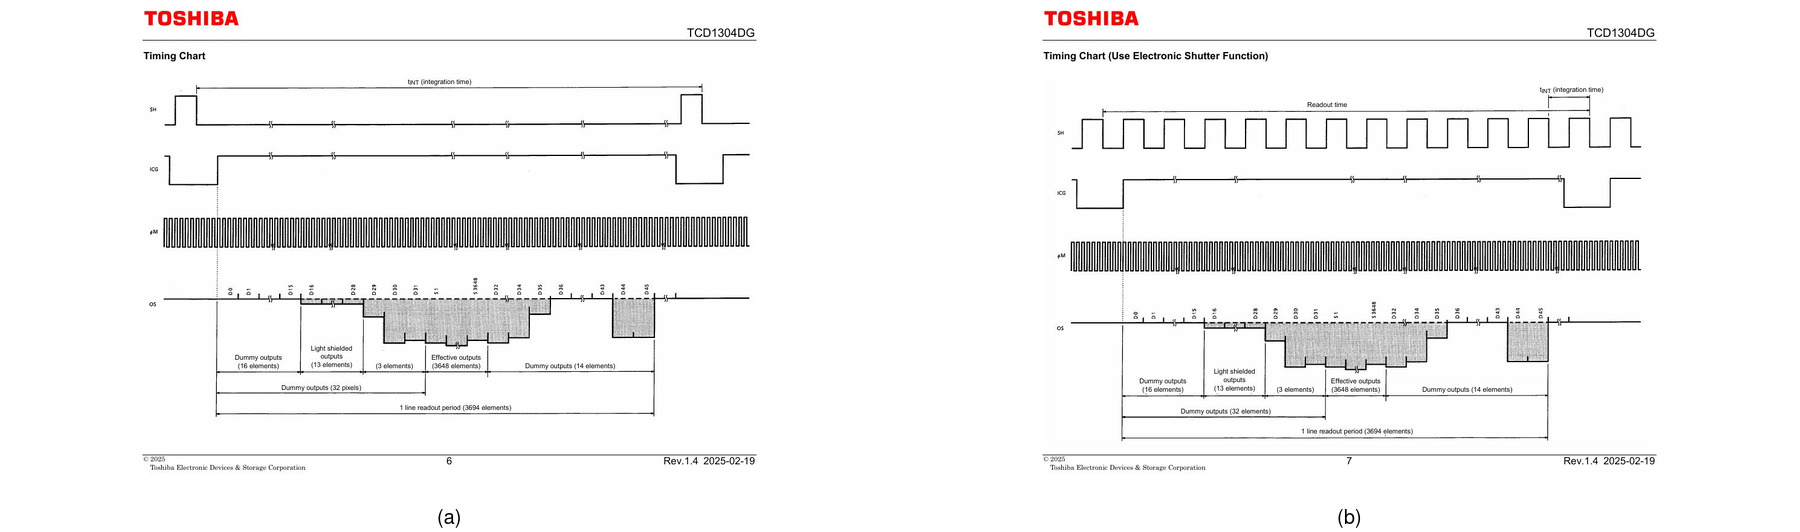 TOSHIBA
TCD1304DG
Timing Chart
tINT (integration time)
SH
ICG
φM
D0 D1 D15 D16 D28 D29 D30 D31 S1 S3648 D32 D34 D35 D36 D43 D44 D45
OS
Dummy outputs
(16 elements)
Light shielded
outputs
(13 elements)
(3 elements)
Effective outputs
(3648 elements)
Dummy outputs (14 elements)
Dummy outputs (32 pixels)
1 line readout period (3694 elements)
© 2025
Toshiba Electronic Devices & Storage Corporation
6
Rev.1.4 2025-02-19
(a)
TOSHIBA
TCD1304DG
Timing Chart (Use Electronic Shutter Function)
tINT (integration time)
Readout time
SH
ICG
φM
D0 D1 D15 D16 D28 D29 D30 D31 S1 S3648 D32 D34 D35 D36 D43 D44 D45
OS
Dummy outputs
(16 elements)
Light shielded
outputs
(13 elements)
(3 elements)
Effective outputs
(3648 elements)
Dummy outputs (14 elements)
Dummy outputs (32 elements)
1 line readout period (3694 elements)
© 2025
Toshiba Electronic Devices & Storage Corporation
7
Rev.1.4 2025-02-19
(b)